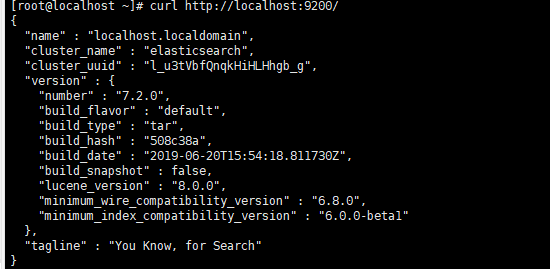 [root@localhost ~]# curl http://localhost:9200/
{
  "name" : "localhost.localdomain",
  "cluster_name" : "elasticsearch",
  "cluster_uuid" : "l_u3tVbfQnqkHiHLHhgb_g",
  "version" : {
    "number" : "7.2.0",
    "build_flavor" : "default",
    "build_type" : "tar",
    "build_hash" : "508c38a",
    "build_date" : "2019-06-20T15:54:18.811730Z",
    "build_snapshot" : false,
    "lucene_version" : "8.0.0",
    "minimum_wire_compatibility_version" : "6.8.0",
    "minimum_index_compatibility_version" : "6.0.0-beta1"
  },
  "tagline" : "You Know, for Search"
}